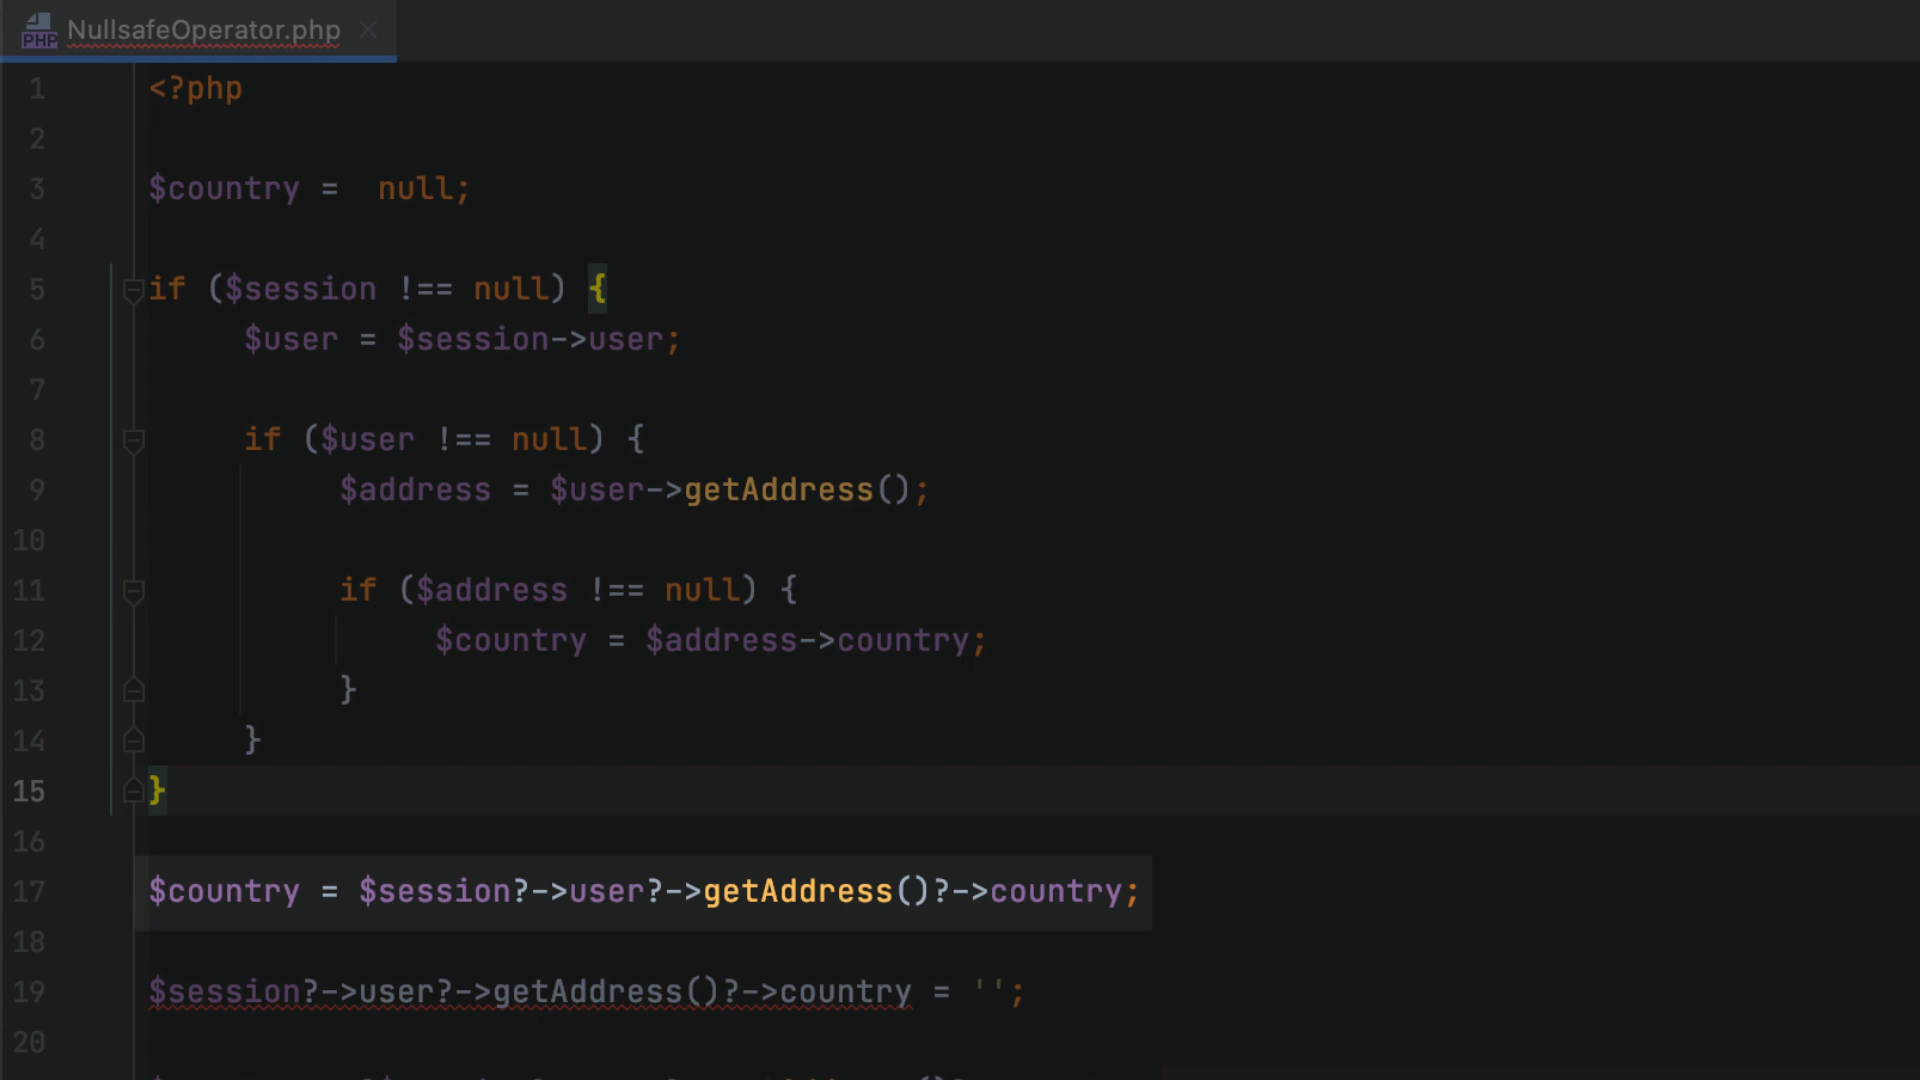 NullsafeOperator.php
1 <?php
2
3 $country =  null;
4
5 if ($session !== null) {
6     $user = $session->user;
7
8     if ($user !== null) {
9         $address = $user->getAddress();
10
11         if ($address !== null) {
12             $country = $address->country;
13         }
14     }
15 }
16
17 $country = $session?->user?->getAddress()?->country;
18
19 $session?->user?->getAddress()?->country = '';
20